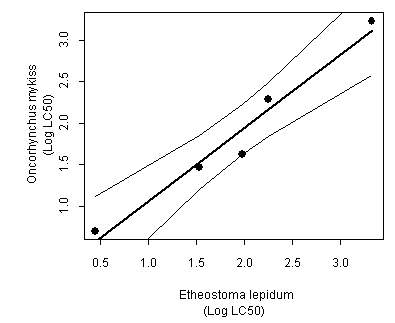 Oncorhynchus mykiss
(Log LC50)
3.0
2.5
2.0
1.5
1.0
0.5 1.0 1.5 2.0 2.5 3.0
Etheostoma lepidum
(Log LC50)